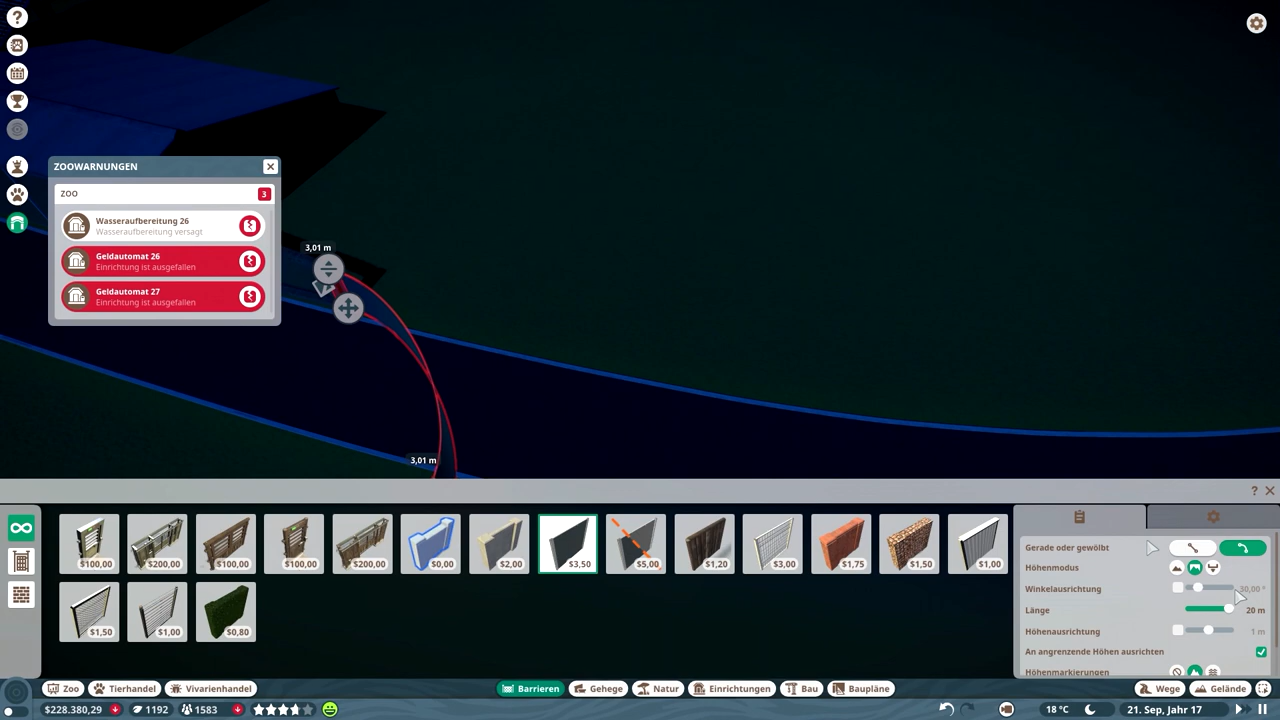 ?
ZOOWARNUNGEN
ZOO 3
Wasseraufbereitung 26
Wasseraufbereitung versagt
Geldautomat 26
Einrichtung ist ausgefallen
Geldautomat 27
Einrichtung ist ausgefallen
3,01 m
3,01 m
?
$100,00 $200,00 $100,00 $100,00 $200,00 $0,00 $2,00 $3,50 $5,00 $1,20 $3,00 $1,75 $1,50 $1,00
$1,50 $1,00 $0,80
Gerade oder gewölbt
Höhenmodus
Winkelausrichtung 30,00 °
Länge 20 m
Höhenausrichtung 1 m
An angrenzende Höhen ausrichten
Höhenmarkierungen
Zoo Tierhandel Vivarienhandel Barrieren Gehege Natur Einrichtungen Bau Baupläne Wege Gelände
$228.380,29 1192 1583 18 °C 21. Sep, Jahr 17